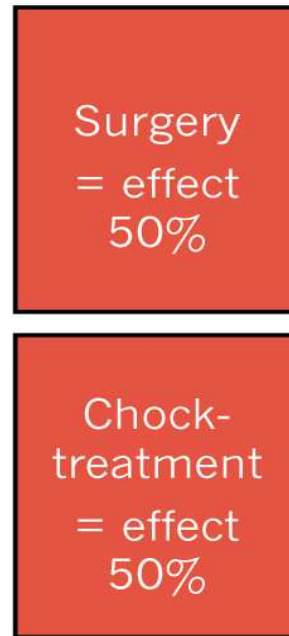 Surgery
= effect
50%
Chock-
treatment
= effect
50%